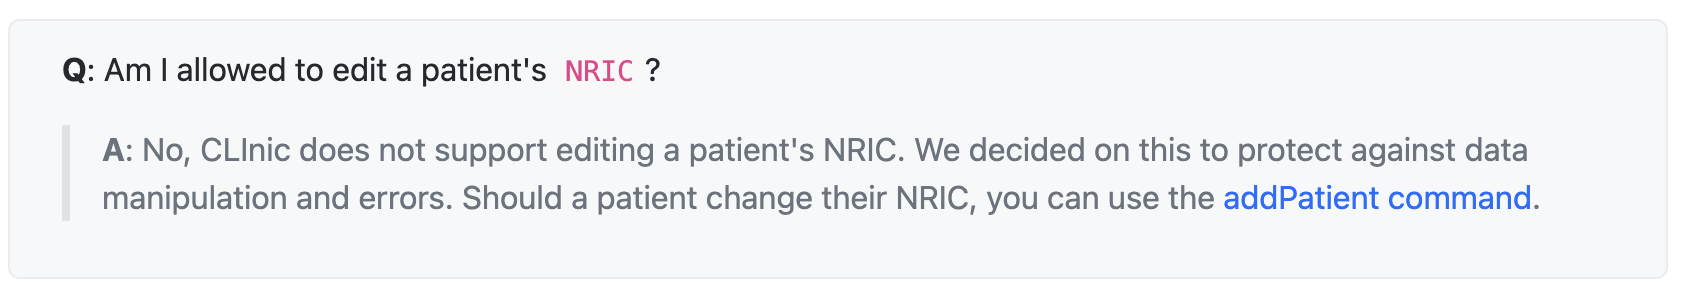 Q: Am I allowed to edit a patient's NRIC ?
A: No, CLInic does not support editing a patient's NRIC. We decided on this to protect against data
manipulation and errors. Should a patient change their NRIC, you can use the addPatient command.